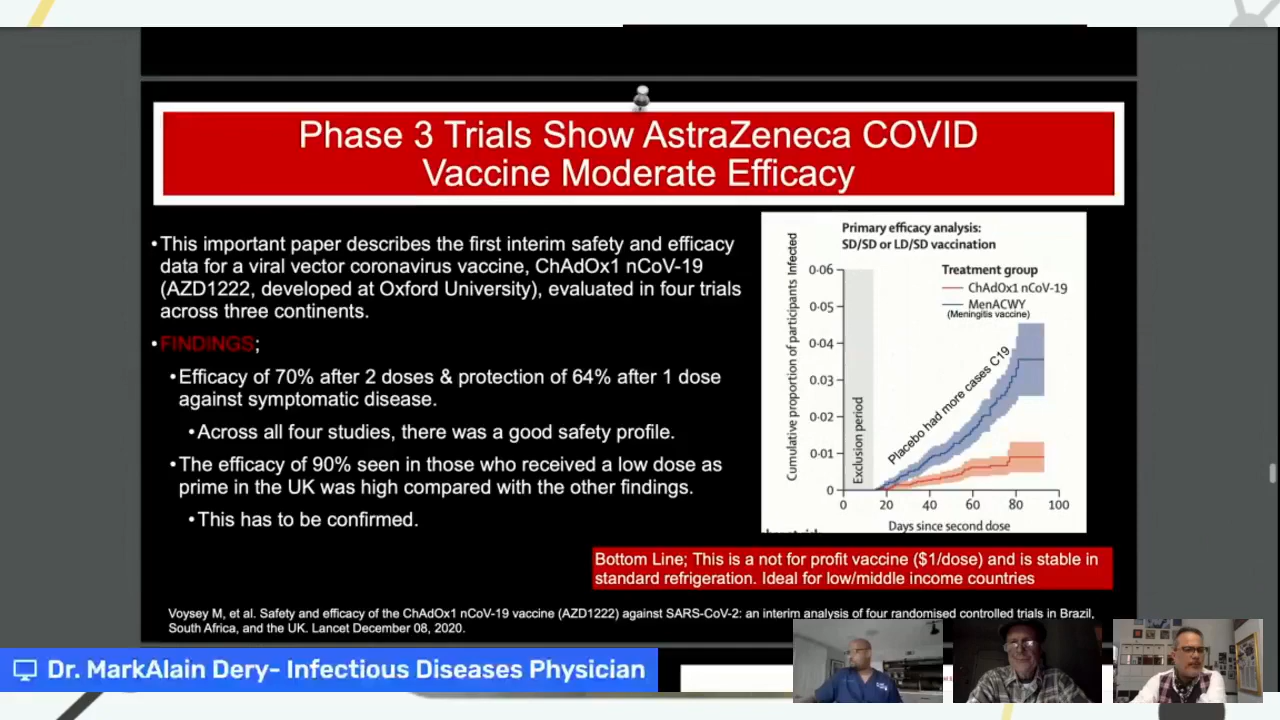 Phase 3 Trials Show AstraZeneca COVID
Vaccine Moderate Efficacy
•This important paper describes the first interim safety and efficacy
data for a viral vector coronavirus vaccine, ChAdOx1 nCoV-19
(AZD1222, developed at Oxford University), evaluated in four trials
across three continents.
•FINDINGS;
•Efficacy of 70% after 2 doses & protection of 64% after 1 dose
against symptomatic disease.
•Across all four studies, there was a good safety profile.
•The efficacy of 90% seen in those who received a low dose as
prime in the UK was high compared with the other findings.
•This has to be confirmed.
Primary efficacy analysis:
SD/SD or LD/SD vaccination
Treatment group
ChAdOx1 nCoV-19
MenACWY
(Meningitis vaccine)
Cumulative proportion of participants Infected
0·06
0·05
0·04
0·03
0·02
0·01
0
Exclusion period
Placebo had more cases C19
0
20
40
60
80
100
Days since second dose
Bottom Line; This is a not for profit vaccine ($1/dose) and is stable in
standard refrigeration. Ideal for low/middle income countries
Voysey M, et al. Safety and efficacy of the ChAdOx1 nCoV-19 vaccine (AZD1222) against SARS-CoV-2: an interim analysis of four randomised controlled trials in Brazil,
South Africa, and the UK. Lancet December 08, 2020.
Dr. MarkAlain Dery- Infectious Diseases Physician